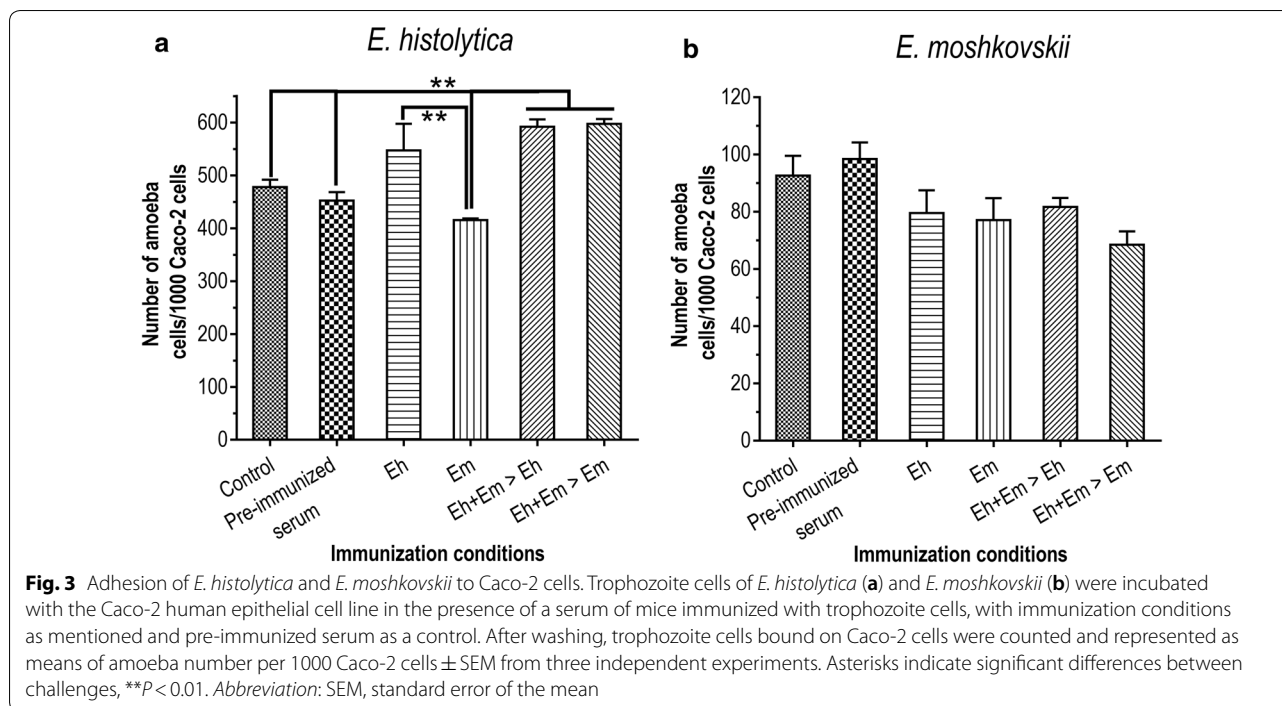 a
E. histolytica
b
E. moshkovskii
**
**
Number of amoeba
cells/1000 Caco-2 cells
600
500
400
300
200
100
0
Control
Pre-immunized
serum
Eh
Em
Eh+Em > Eh
Eh+Em > Em
Immunization conditions
Number of amoeba
cells/1000 Caco-2 cells
120
100
80
60
40
20
0
Control
Pre-immunized
serum
Eh
Em
Eh+Em > Eh
Eh+Em > Em
Immunization conditions
Fig. 3 Adhesion of E. histolytica and E. moshkovskii to Caco-2 cells. Trophozoite cells of E. histolytica (a) and E. moshkovskii (b) were incubated
with the Caco-2 human epithelial cell line in the presence of a serum of mice immunized with trophozoite cells, with immunization conditions
as mentioned and pre-immunized serum as a control. After washing, trophozoite cells bound on Caco-2 cells were counted and represented as
means of amoeba number per 1000 Caco-2 cells ± SEM from three independent experiments. Asterisks indicate significant differences between
challenges, **P < 0.01. Abbreviation: SEM, standard error of the mean